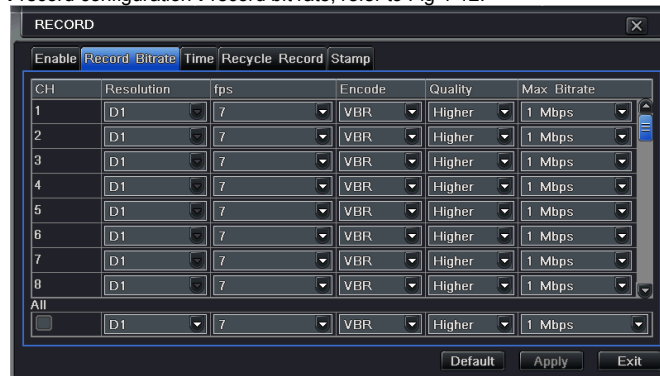 RECORD
Enable Record Bitrate Time Recycle Record Stamp
CH Resolution fps Encode Quality Max Bitrate
1 D1 7 VBR Higher 1 Mbps
2 D1 7 VBR Higher 1 Mbps
3 D1 7 VBR Higher 1 Mbps
4 D1 7 VBR Higher 1 Mbps
5 D1 7 VBR Higher 1 Mbps
6 D1 7 VBR Higher 1 Mbps
7 D1 7 VBR Higher 1 Mbps
8 D1 7 VBR Higher 1 Mbps
All
D1 7 VBR Higher 1 Mbps
Default Apply Exit